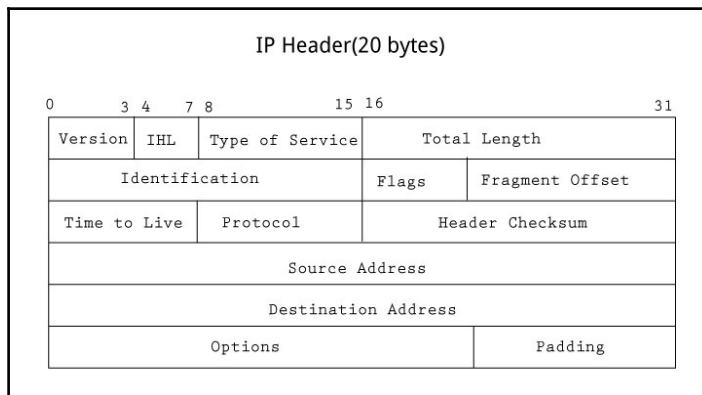 IP Header(20 bytes)
0 3 4 7 8 15 16 31
Version IHL Type of Service Total Length
Identification Flags Fragment Offset
Time to Live Protocol Header Checksum
Source Address
Destination Address
Options Padding